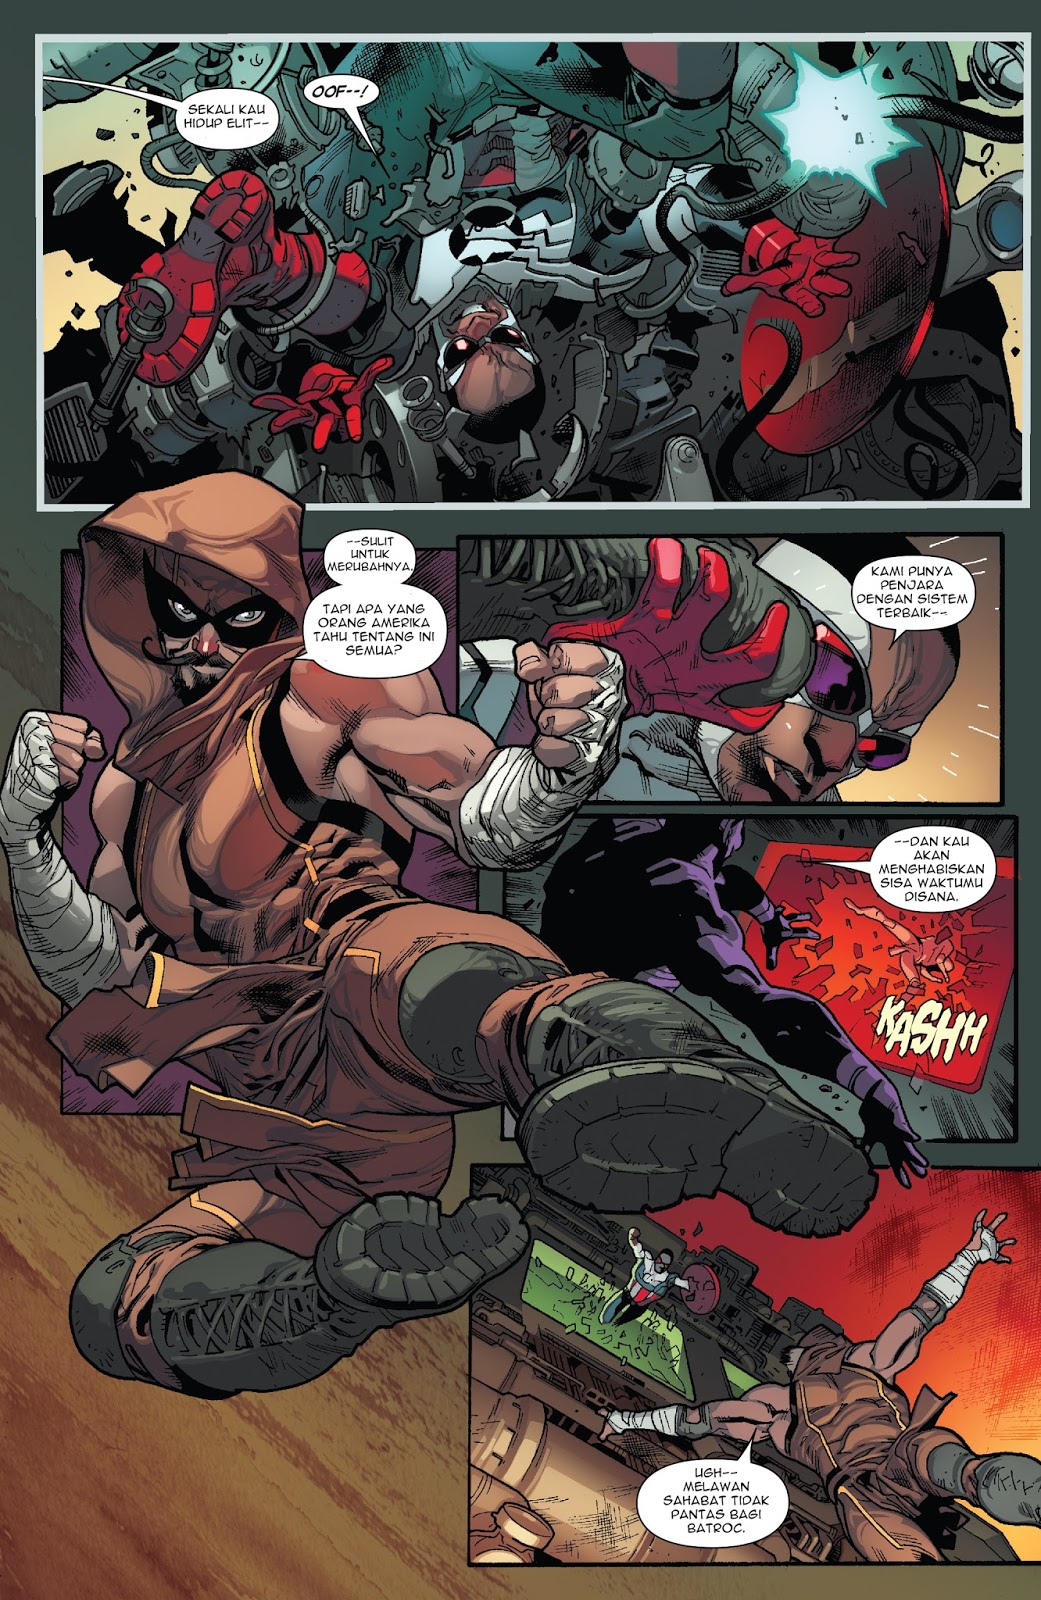 SEKALI KAU
HIDUP ELIT--
OOF--!
--SULIT
UNTUK
MERUBAHNYA.
TAPI APA YANG
ORANG AMERIKA
TAHU TENTANG INI
SEMUA?
KAMI PUNYA
PENJARA
DENGAN SISTEM
TERBAIK--
--DAN KAU
AKAN
MENGHABISKAN
SISA WAKTUMU
DISANA.
KASHH
UGH--
MELAWAN
SAHABAT TIDAK
PANTAS BAGI
BATROC.